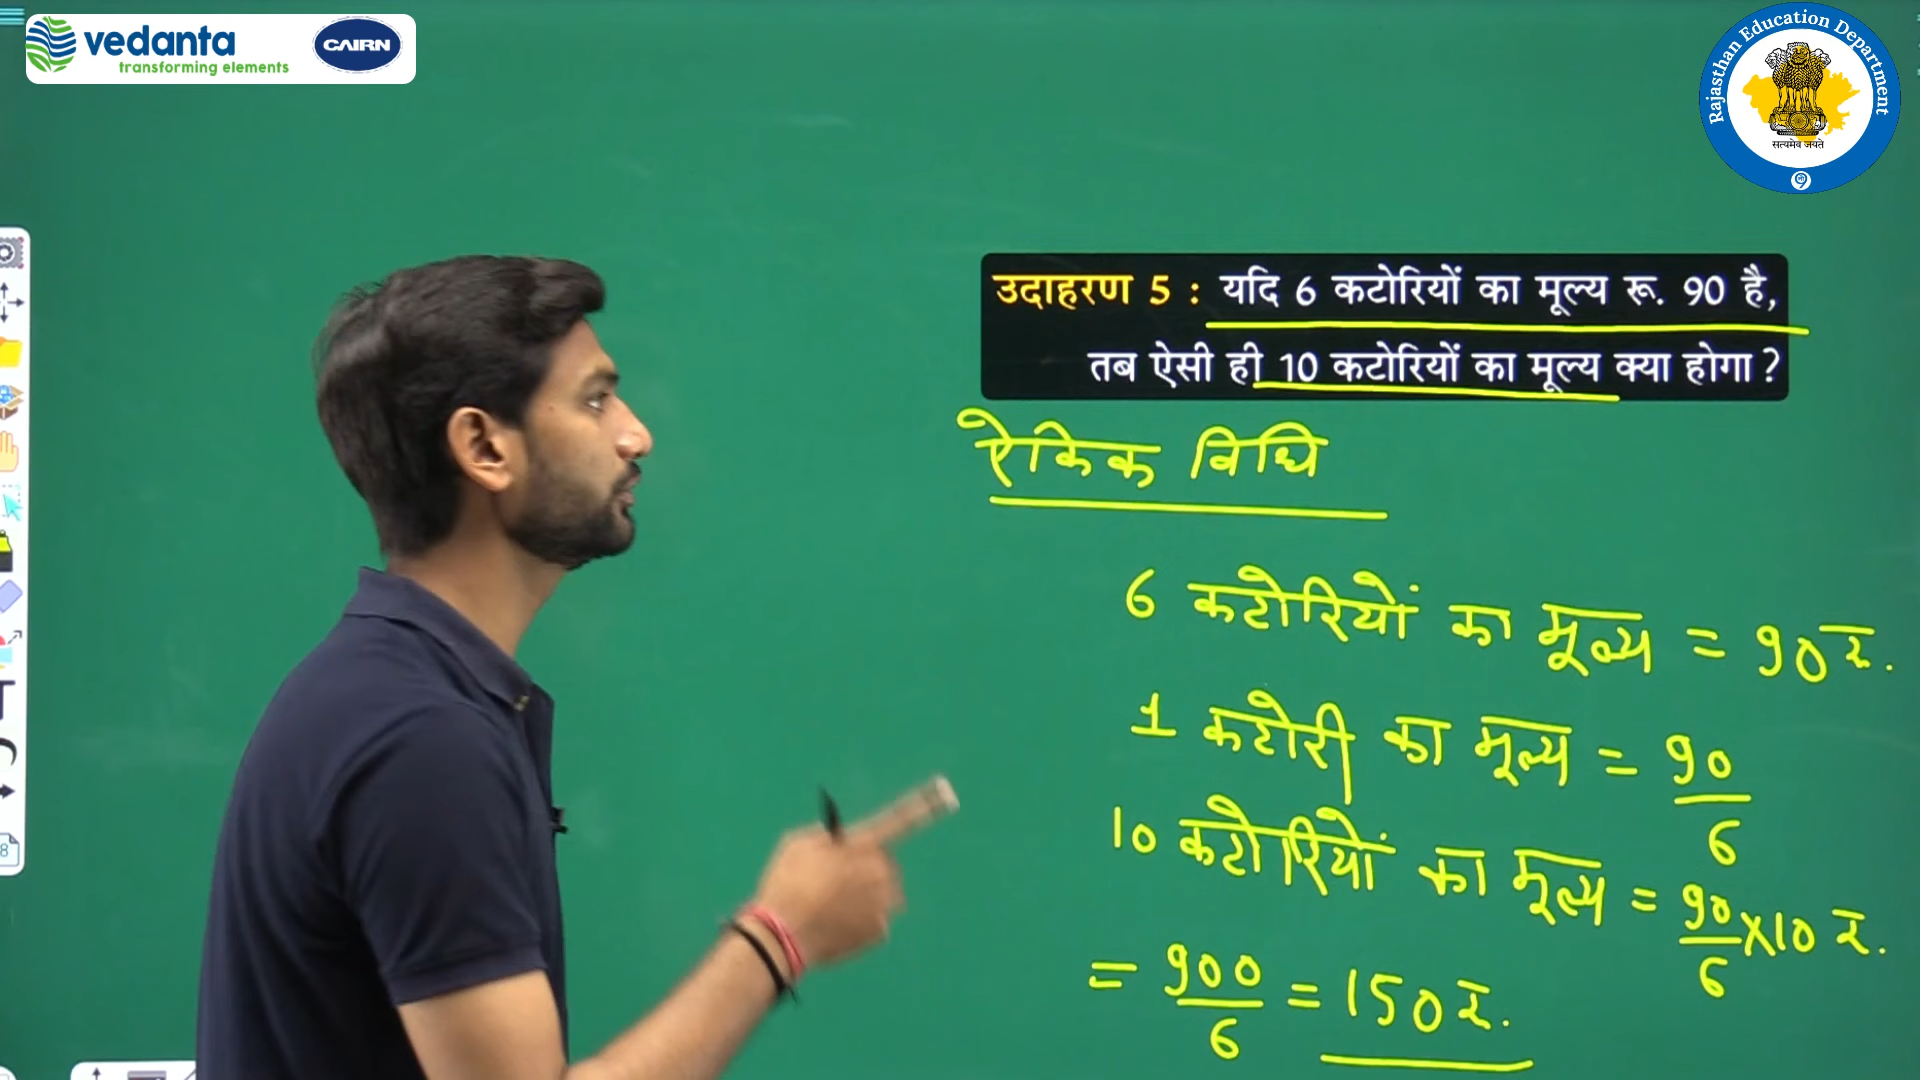 vedanta
transforming elements
CAIRN
Rajasthan Education Department
सत्यमेव जयते
उदाहरण 5 : यदि 6 कटोरियों का मूल्य रू. 90 है,
तब ऐसी ही 10 कटोरियों का मूल्य क्या होगा ?
ऐकिक विधि
6 कटोरियों का मूल्य = 90 रु.
1 कटोरी का मूल्य = 90/6
10 कटोरियों का मूल्य = 90/6 x 10 रु.
= 900/6 = 150 रु.